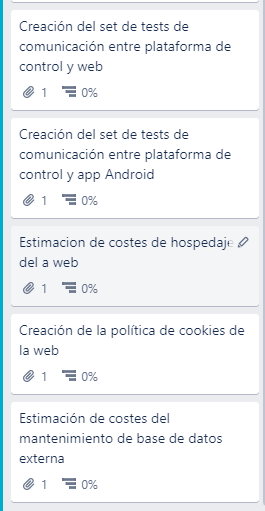 Creación del set de tests de
comunicación entre plataforma de
control y web
1 0%
Creación del set de tests de
comunicación entre plataforma de
control y app Android
1 0%
Estimacion de costes de hospedaje
del a web
1 0%
Creación de la política de cookies de
la web
1 0%
Estimación de costes del
mantenimiento de base de datos
externa
1 0%